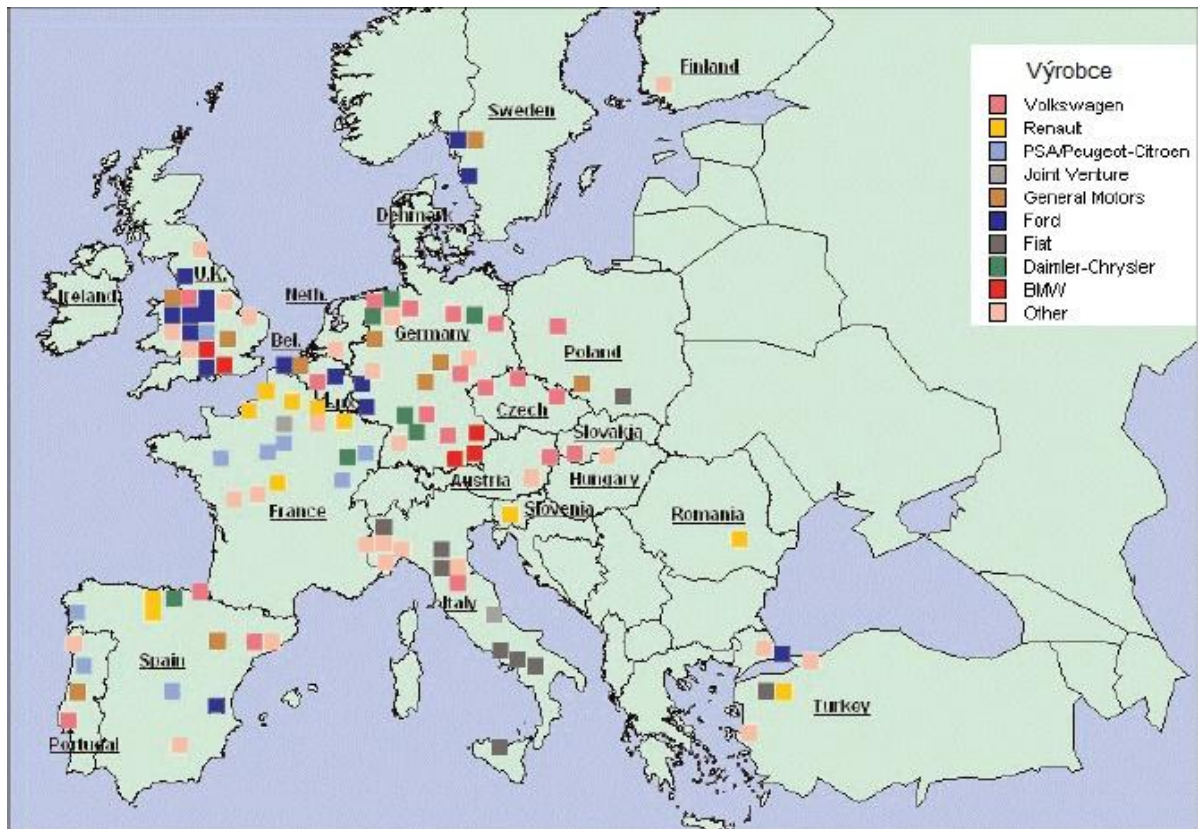 Finland
Výrobce
Volkswagen
Renault
PSA/Peugeot-Citroen
Joint Venture
General Motors
Ford
Fiat
Daimler-Chrysler
BMW
Other
Sweden
Denmark
U.K.
Ireland
Neth.
Germany
Bel.
Poland
Lux.
Czech
Slovakia
Austria
Hungary
France
Slovenia
Romania
Italy
Spain
Turkey
Portugal